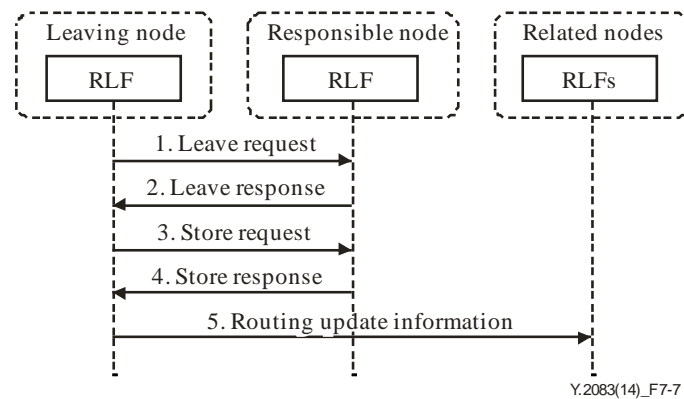 Leaving node
Responsible node
Related nodes
RLF
RLF
RLFs
1. Leave request
2. Leave response
3. Store request
4. Store response
5. Routing update information
Y.2083(14)_F7-7